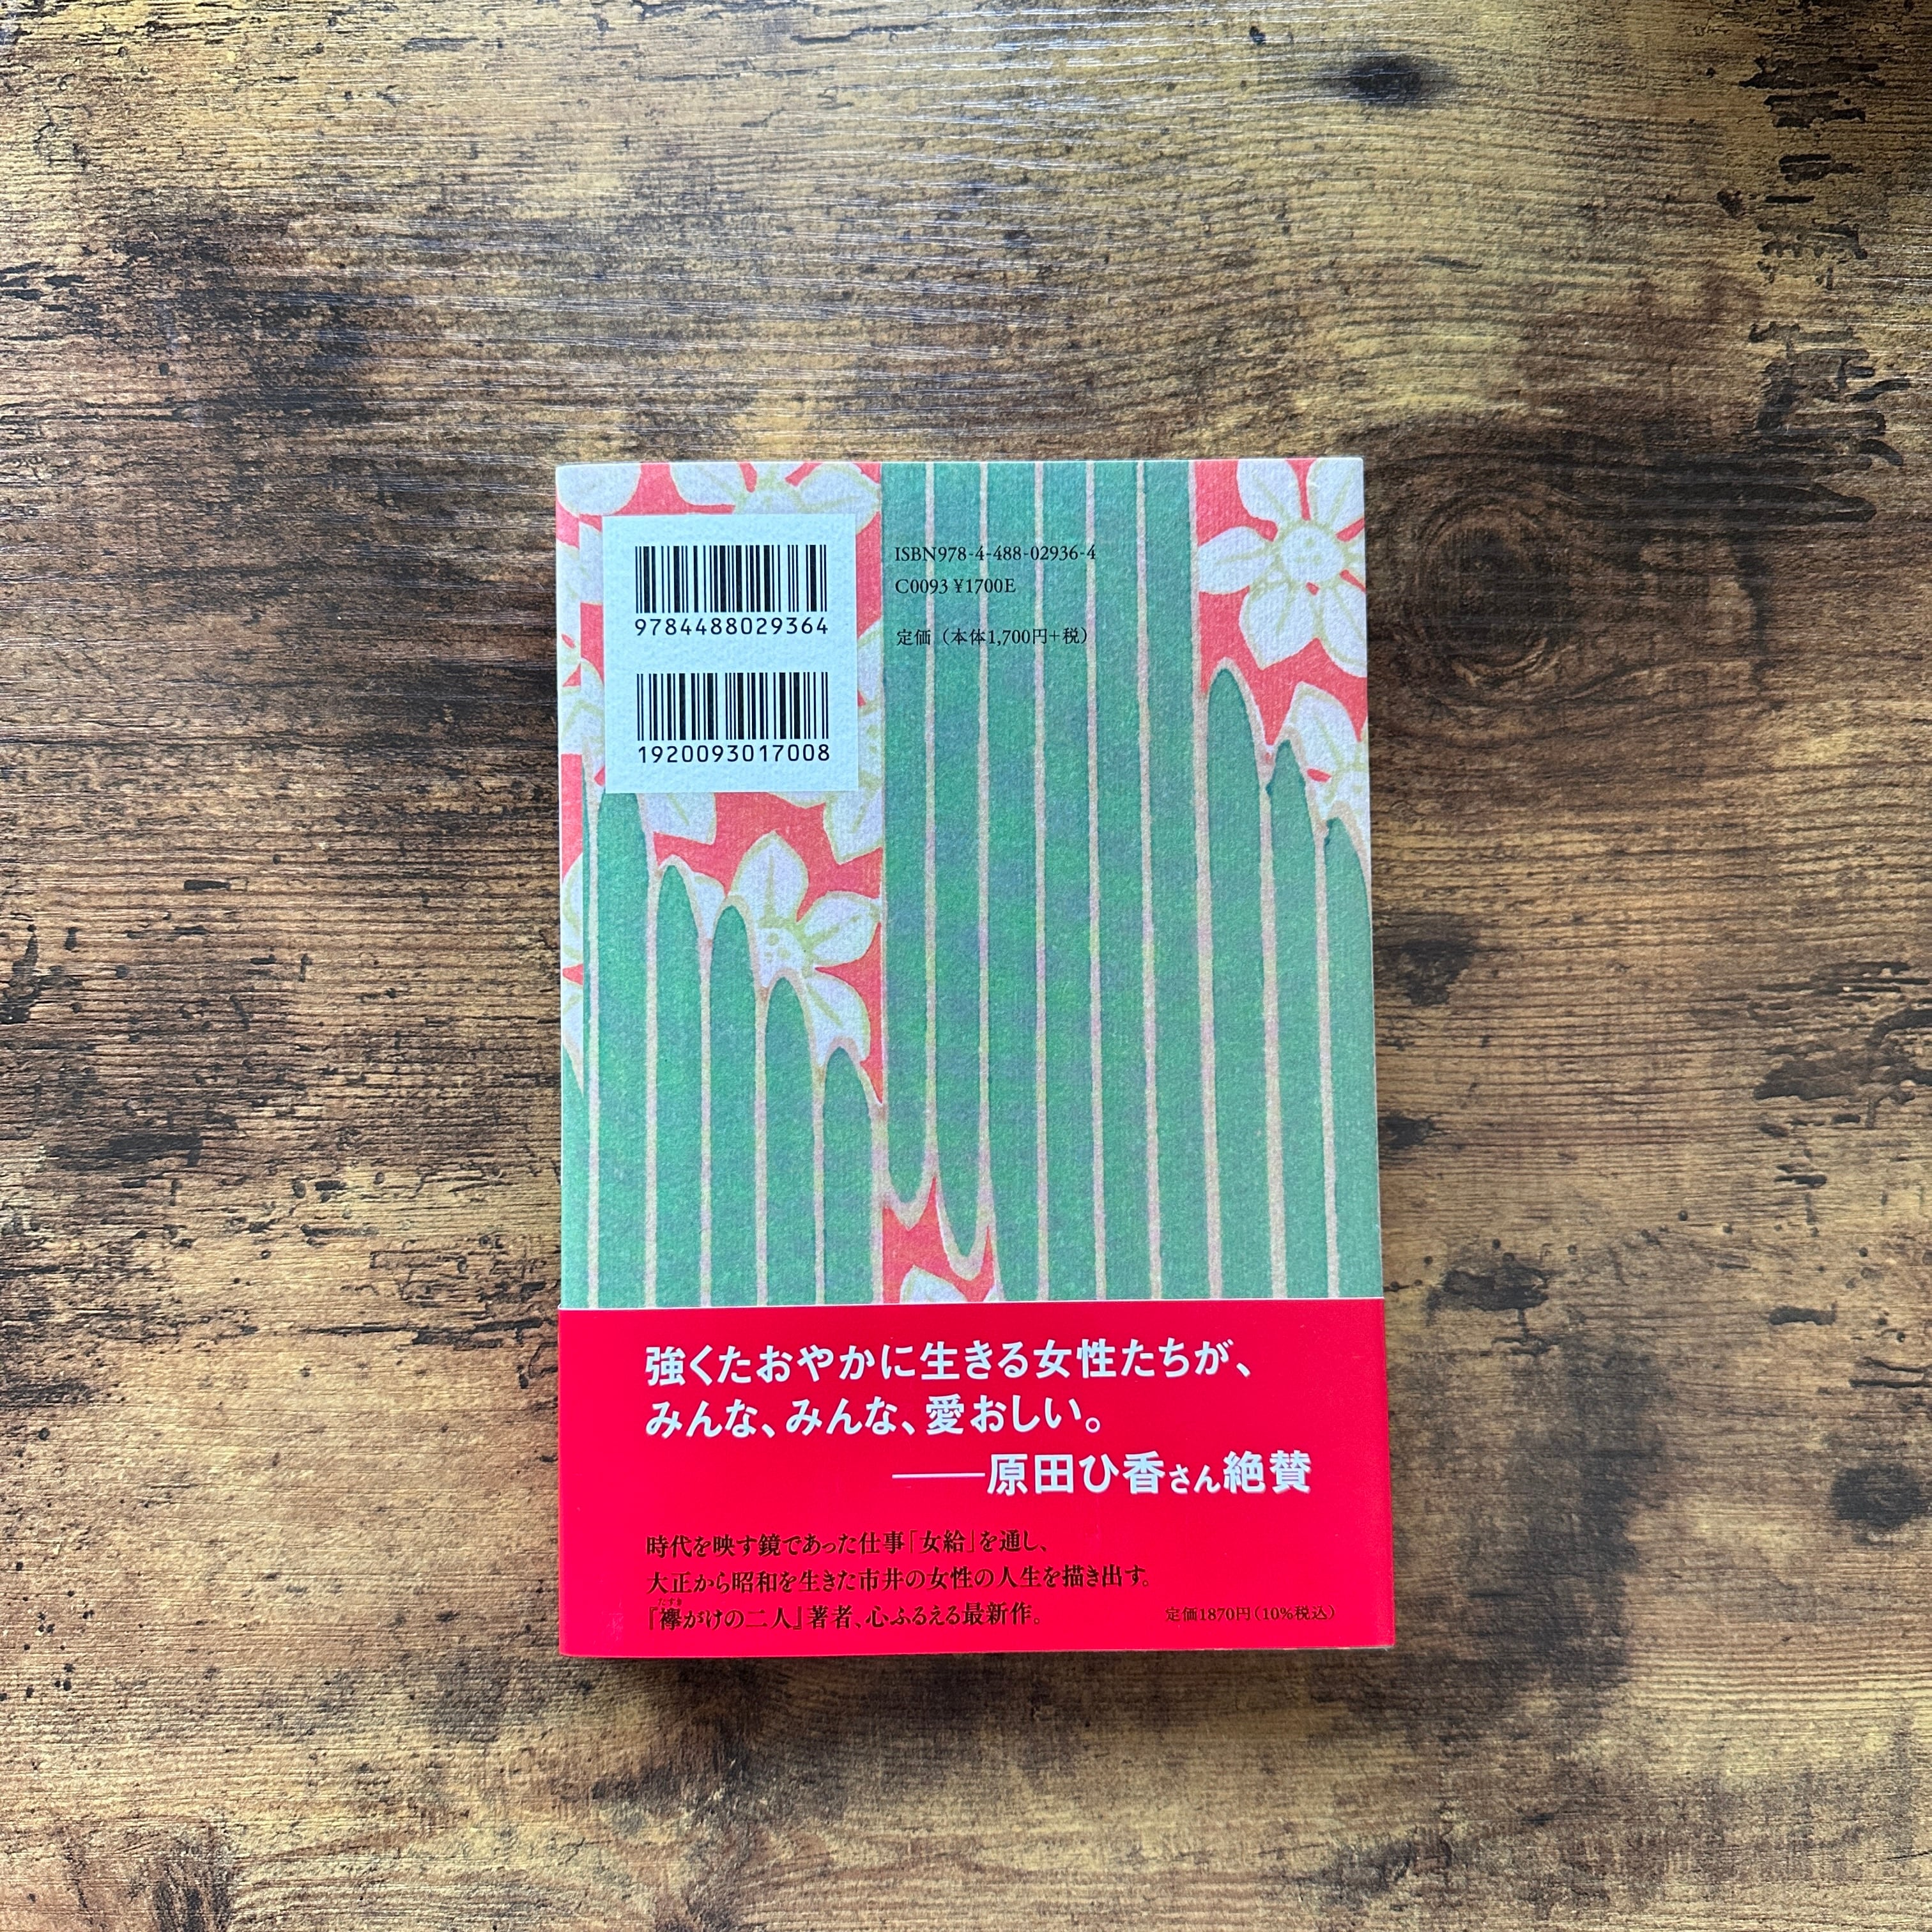 9784488029364
1920093017008
ISBN978-4-488-02936-4
C0093 ¥1700E
定価（本体1,700円+税）
強くたおやかに生きる女性たちが、
みんな、みんな、愛おしい。
——原田ひ香さん絶賛
時代を映す鏡であった仕事「女給」を通し、
大正から昭和を生きた市井の女性の人生を描き出す。
たすき
『襷がけの二人』著者、心ふるえる最新作。
定価1870円（10%税込）